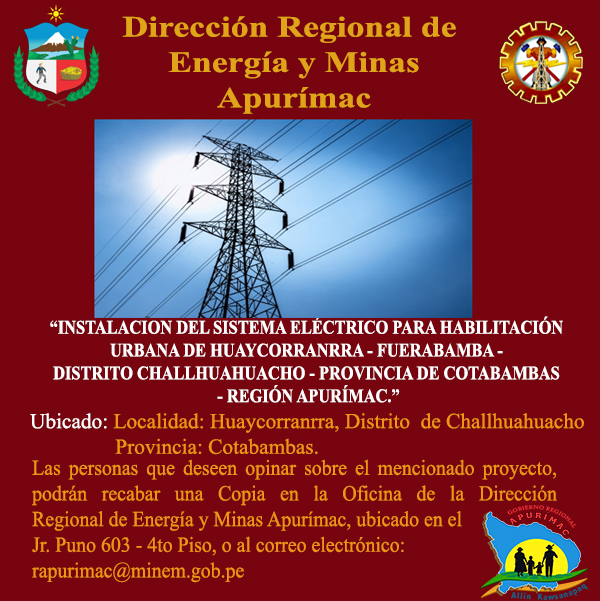 Dirección Regional de
Energía y Minas
Apurímac
“INSTALACION DEL SISTEMA ELÉCTRICO PARA HABILITACIÓN
URBANA DE HUAYCORRANRRA - FUERABAMBA -
DISTRITO CHALLHUAHUACHO - PROVINCIA DE COTABAMBAS
- REGIÓN APURÍMAC.”
Ubicado: Localidad: Huaycorranrra, Distrito de Challhuahuacho
Provincia: Cotabambas.
Las personas que deseen opinar sobre el mencionado proyecto,
podrán recabar una Copia en la Oficina de la Dirección
Regional de Energía y Minas Apurímac, ubicado en el
Jr. Puno 603 - 4to Piso, o al correo electrónico:
rapurimac@minem.gob.pe
GOBIERNO REGIONAL
APURIMAC
Allin Kawsanapaq